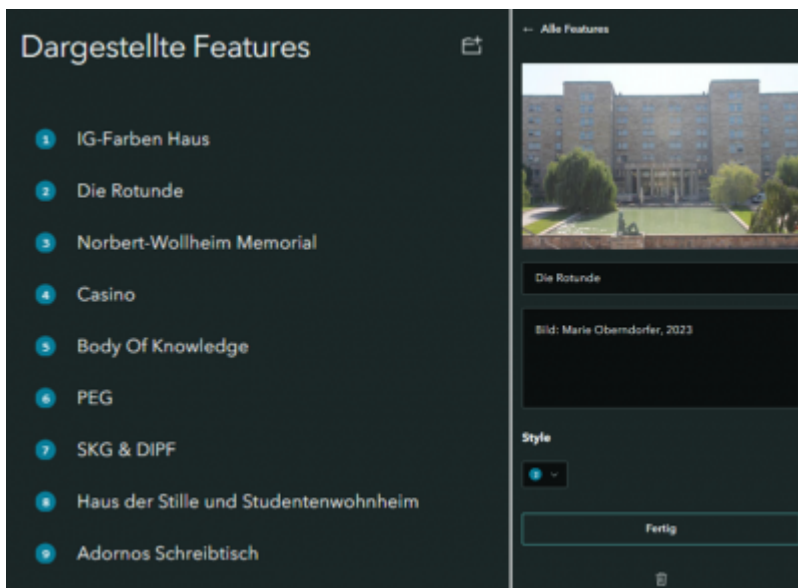 Dargestellte Features
1 IG-Farben Haus
2 Die Rotunde
3 Norbert-Wollheim Memorial
4 Casino
5 Body Of Knowledge
6 PEG
7 SKG & DIPF
8 Haus der Stille und Studentenwohnheim
9 Adornos Schreibtisch
← Alle Features
Die Rotunde
Bild: Marie Oberndorfer, 2023
Style
Fertig